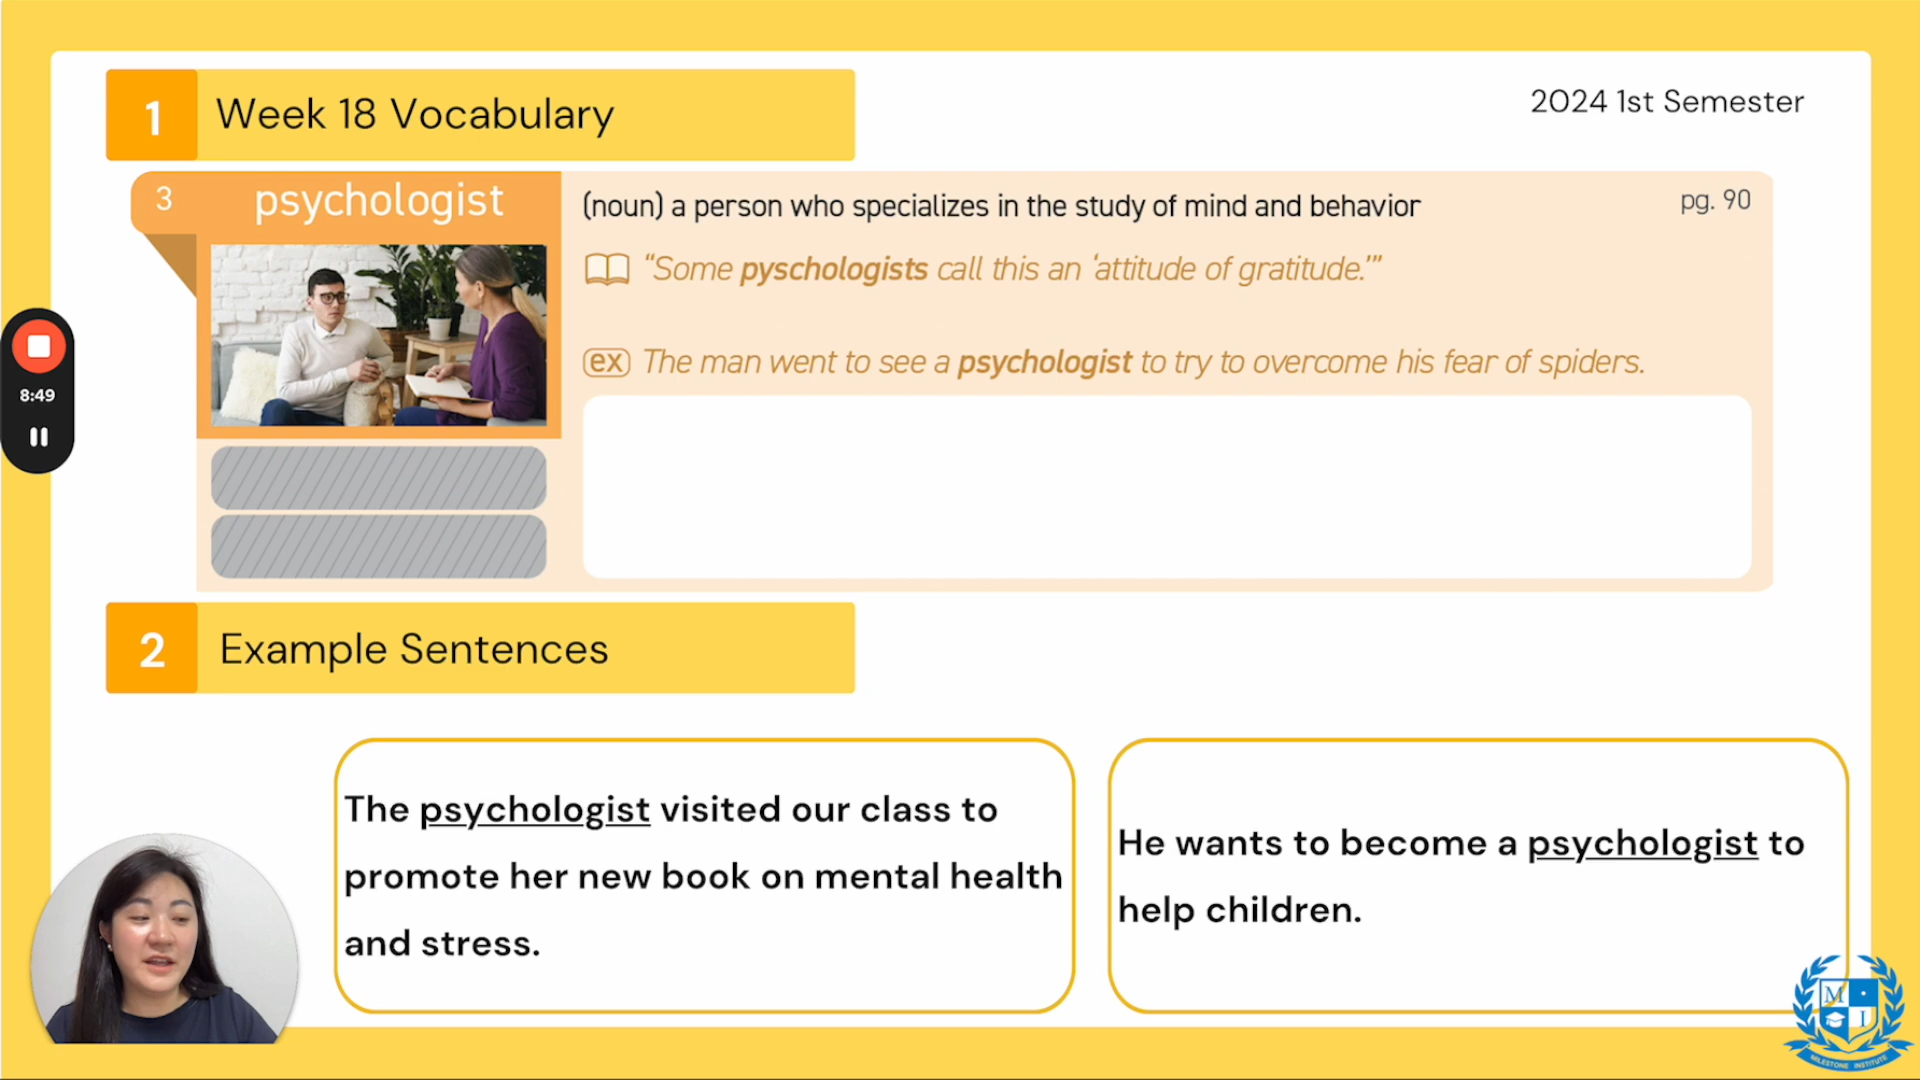 1 Week 18 Vocabulary
2024 1st Semester
3 psychologist
(noun) a person who specializes in the study of mind and behavior
pg. 90
“Some pyschologists call this an ‘attitude of gratitude.’”
ex The man went to see a psychologist to try to overcome his fear of spiders.
8:49
2 Example Sentences
The psychologist visited our class to
promote her new book on mental health
and stress.
He wants to become a psychologist to
help children.
M
I
MILESTONE INSTITUTE